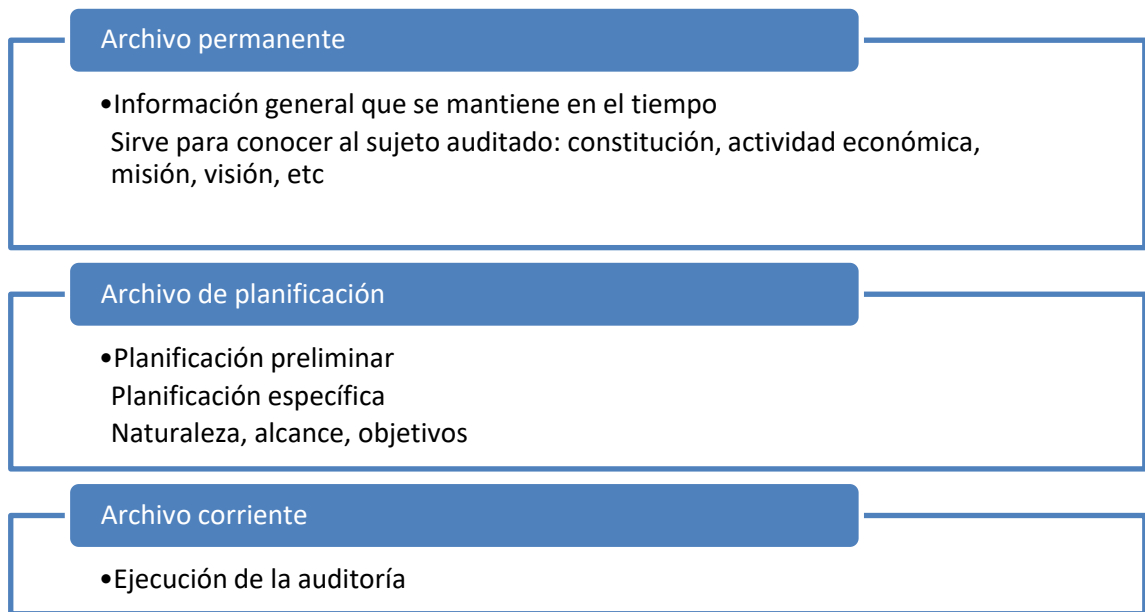 Archivo permanente
•Información general que se mantiene en el tiempo
Sirve para conocer al sujeto auditado: constitución, actividad económica,
misión, visión, etc
Archivo de planificación
•Planificación preliminar
Planificación específica
Naturaleza, alcance, objetivos
Archivo corriente
•Ejecución de la auditoría